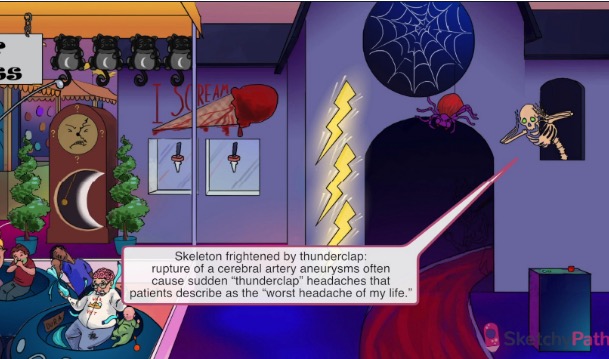 SS
I SCREAM
Skeleton frightened by thunderclap:
rupture of a cerebral artery aneurysms often
cause sudden “thunderclap” headaches that
patients describe as the “worst headache of my life.”
SketchyPath